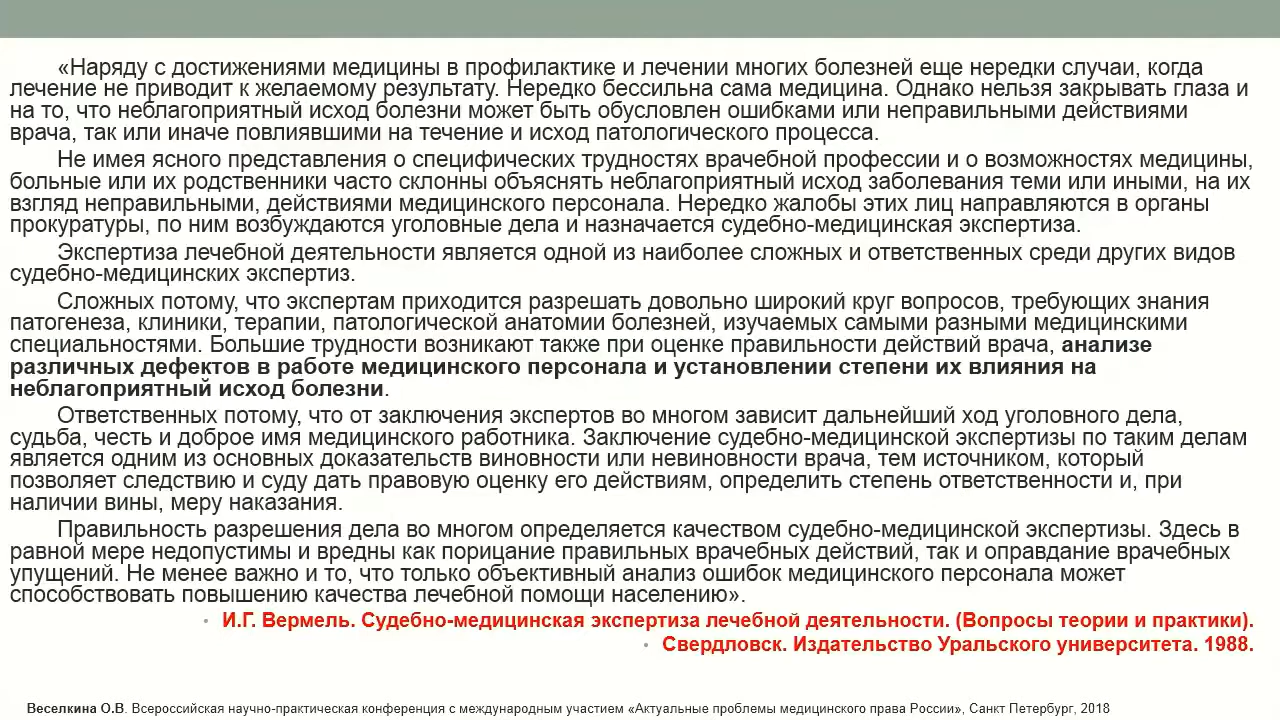 «Наряду с достижениями медицины в профилактике и лечении многих болезней еще нередки случаи, когда
лечение не приводит к желаемому результату. Нередко бессильна сама медицина. Однако нельзя закрывать глаза и
на то, что неблагоприятный исход болезни может быть обусловлен ошибками или неправильными действиями
врача, так или иначе повлиявшими на течение и исход патологического процесса.
Не имея ясного представления о специфических трудностях врачебной профессии и о возможностях медицины,
больные или их родственники часто склонны объяснять неблагоприятный исход заболевания теми или иными, на их
взгляд неправильными, действиями медицинского персонала. Нередко жалобы этих лиц направляются в органы
прокуратуры, по ним возбуждаются уголовные дела и назначается судебно-медицинская экспертиза.
Экспертиза лечебной деятельности является одной из наиболее сложных и ответственных среди других видов
судебно-медицинских экспертиз.
Сложных потому, что экспертам приходится разрешать довольно широкий круг вопросов, требующих знания
патогенеза, клиники, терапии, патологической анатомии болезней, изучаемых самыми разными медицинскими
специальностями. Большие трудности возникают также при оценке правильности действий врача, анализе
различных дефектов в работе медицинского персонала и установлении степени их влияния на
неблагоприятный исход болезни.
Ответственных потому, что от заключения экспертов во многом зависит дальнейший ход уголовного дела,
судьба, честь и доброе имя медицинского работника. Заключение судебно-медицинской экспертизы по таким делам
является одним из основных доказательств виновности или невиновности врача, тем источником, который
позволяет следствию и суду дать правовую оценку его действиям, определить степень ответственности и, при
наличии вины, меру наказания.
Правильность разрешения дела во многом определяется качеством судебно-медицинской экспертизы. Здесь в
равной мере недопустимы и вредны как порицание правильных врачебных действий, так и оправдание врачебных
упущений. Не менее важно и то, что только объективный анализ ошибок медицинского персонала может
способствовать повышению качества лечебной помощи населению».
• И.Г. Вермель. Судебно-медицинская экспертиза лечебной деятельности. (Вопросы теории и практики).
• Свердловск. Издательство Уральского университета. 1988.
Веселкина О.В. Всероссийская научно-практическая конференция с международным участием «Актуальные проблемы медицинского права России», Санкт Петербург, 2018